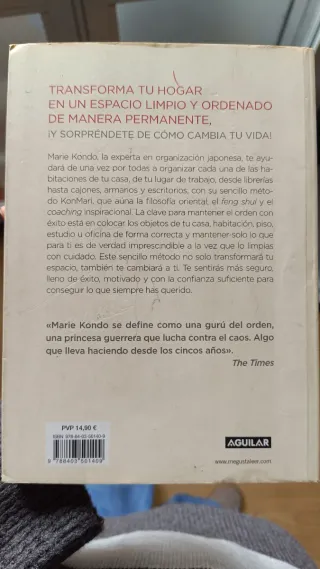 TRANSFORMA TU HOGAR
EN UN ESPACIO LIMPIO Y ORDENADO
DE MANERA PERMANENTE,
¡Y SORPRÉNDETE DE CÓMO CAMBIA TU VIDA!
Marie Kondo, la experta en organización japonesa, te ayu-
dará de una vez por todas a organizar cada una de las ha-
bitaciones de tu casa, de tu lugar de trabajo, desde librerías
hasta cajones, armarios y escritorios, con su sencillo méto-
do KonMari, que aúna la filosofía oriental, el feng shui y el
coaching inspiracional. La clave para mantener el orden con
éxito está en colocar los objetos de tu casa, habitación, piso,
estudio u oficina de forma correcta y mantener solo lo que
para ti es de verdad imprescindible a la vez que lo limpias
con cuidado. Este sencillo método no solo transformará tu
espacio, también te cambiará a ti. Te sentirás más seguro,
lleno de éxito, motivado y con la confianza suficiente para
conseguir lo que siempre has querido.
«Marie Kondo se define como una gurú del orden,
una princesa guerrera que lucha contra el caos. Algo
que lleva haciendo desde los cincos años».
The Times
PVP 14,90 €
ISBN: 978-84-03-00140-9
9 788403 001409
AGUILAR
www.megustaleer.com